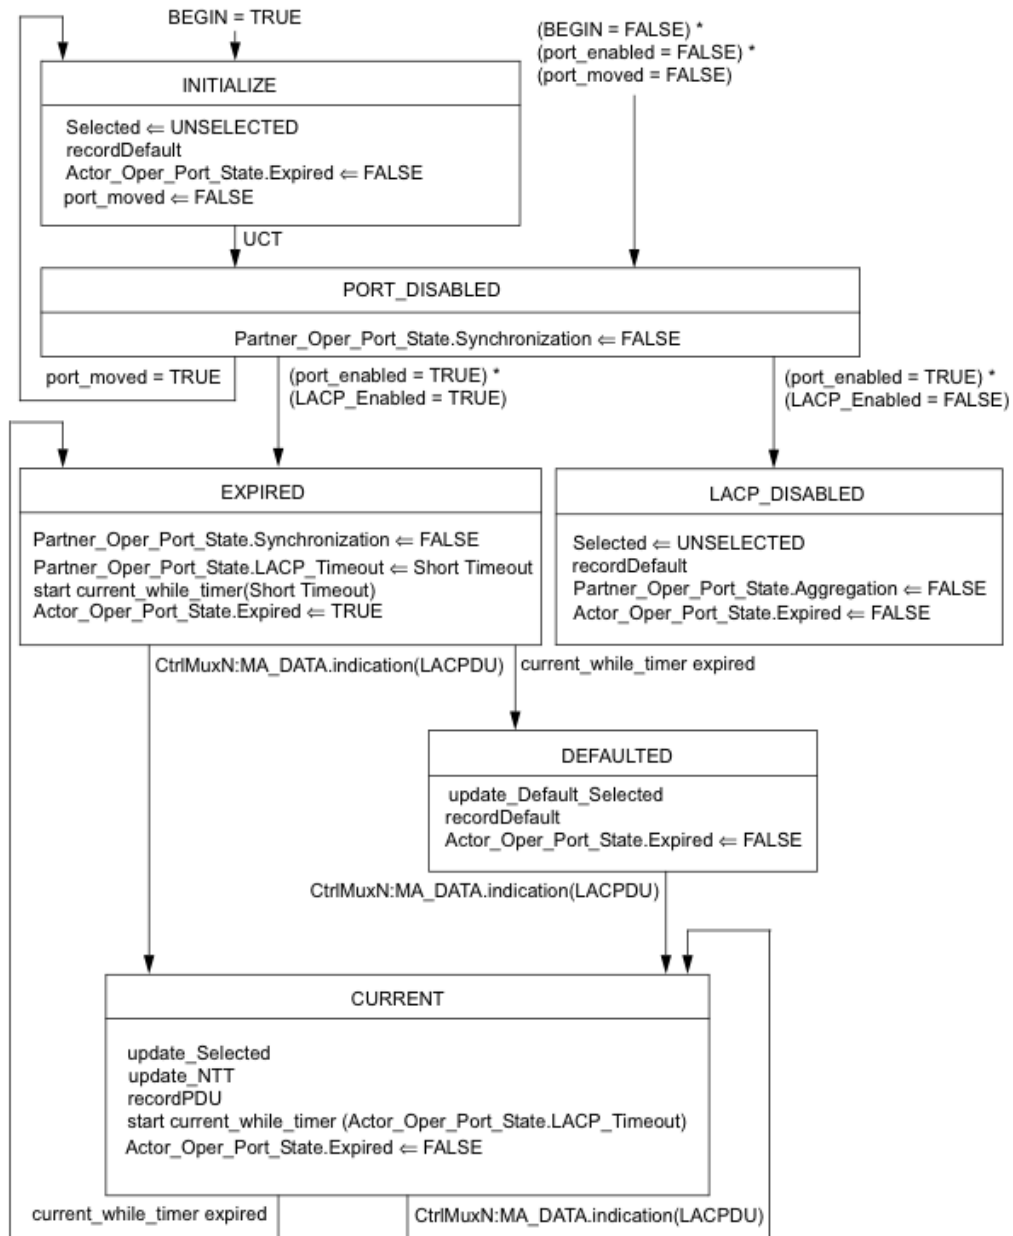 BEGIN = TRUE
(BEGIN = FALSE) *
(port_enabled = FALSE) *
(port_moved = FALSE)
INITIALIZE
Selected ⇐ UNSELECTED
recordDefault
Actor_Oper_Port_State.Expired ⇐ FALSE
port_moved ⇐ FALSE
UCT
PORT_DISABLED
Partner_Oper_Port_State.Synchronization ⇐ FALSE
port_moved = TRUE
(port_enabled = TRUE) *
(LACP_Enabled = TRUE)
(port_enabled = TRUE) *
(LACP_Enabled = FALSE)
EXPIRED
Partner_Oper_Port_State.Synchronization ⇐ FALSE
Partner_Oper_Port_State.LACP_Timeout ⇐ Short Timeout
start current_while_timer(Short Timeout)
Actor_Oper_Port_State.Expired ⇐ TRUE
LACP_DISABLED
Selected ⇐ UNSELECTED
recordDefault
Partner_Oper_Port_State.Aggregation ⇐ FALSE
Actor_Oper_Port_State.Expired ⇐ FALSE
CtrlMuxN:MA_DATA.indication(LACPDU)
current_while_timer expired
DEFAULTED
update_Default_Selected
recordDefault
Actor_Oper_Port_State.Expired ⇐ FALSE
CtrlMuxN:MA_DATA.indication(LACPDU)
CURRENT
update_Selected
update_NTT
recordPDU
start current_while_timer (Actor_Oper_Port_State.LACP_Timeout)
Actor_Oper_Port_State.Expired ⇐ FALSE
current_while_timer expired
CtrlMuxN:MA_DATA.indication(LACPDU)